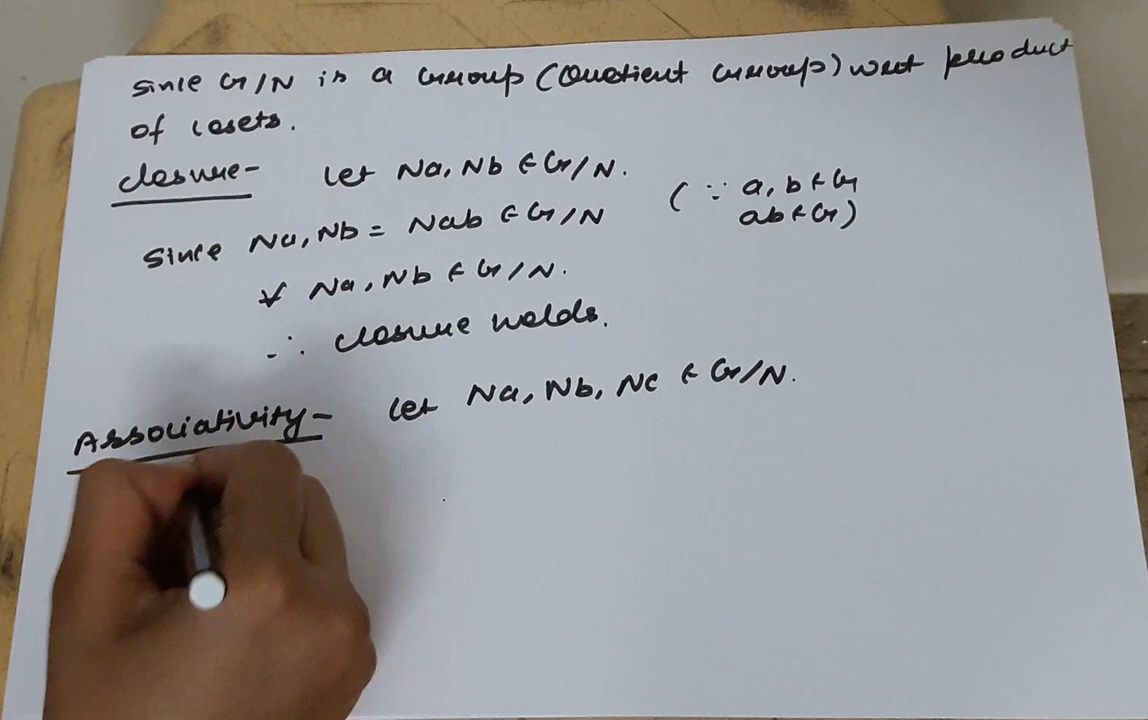 Since G/N is a Group (Quotient Group) wrt product
of cosets.
Closure- Let Na, Nb ∈ G/N.
Since Na, Nb = Nab ∈ G/N (∵ a, b ∈ G
ab ∈ G)
∀ Na, Nb ∈ G/N.
∴ closure holds.
Associativity- Let Na, Nb, Nc ∈ G/N.